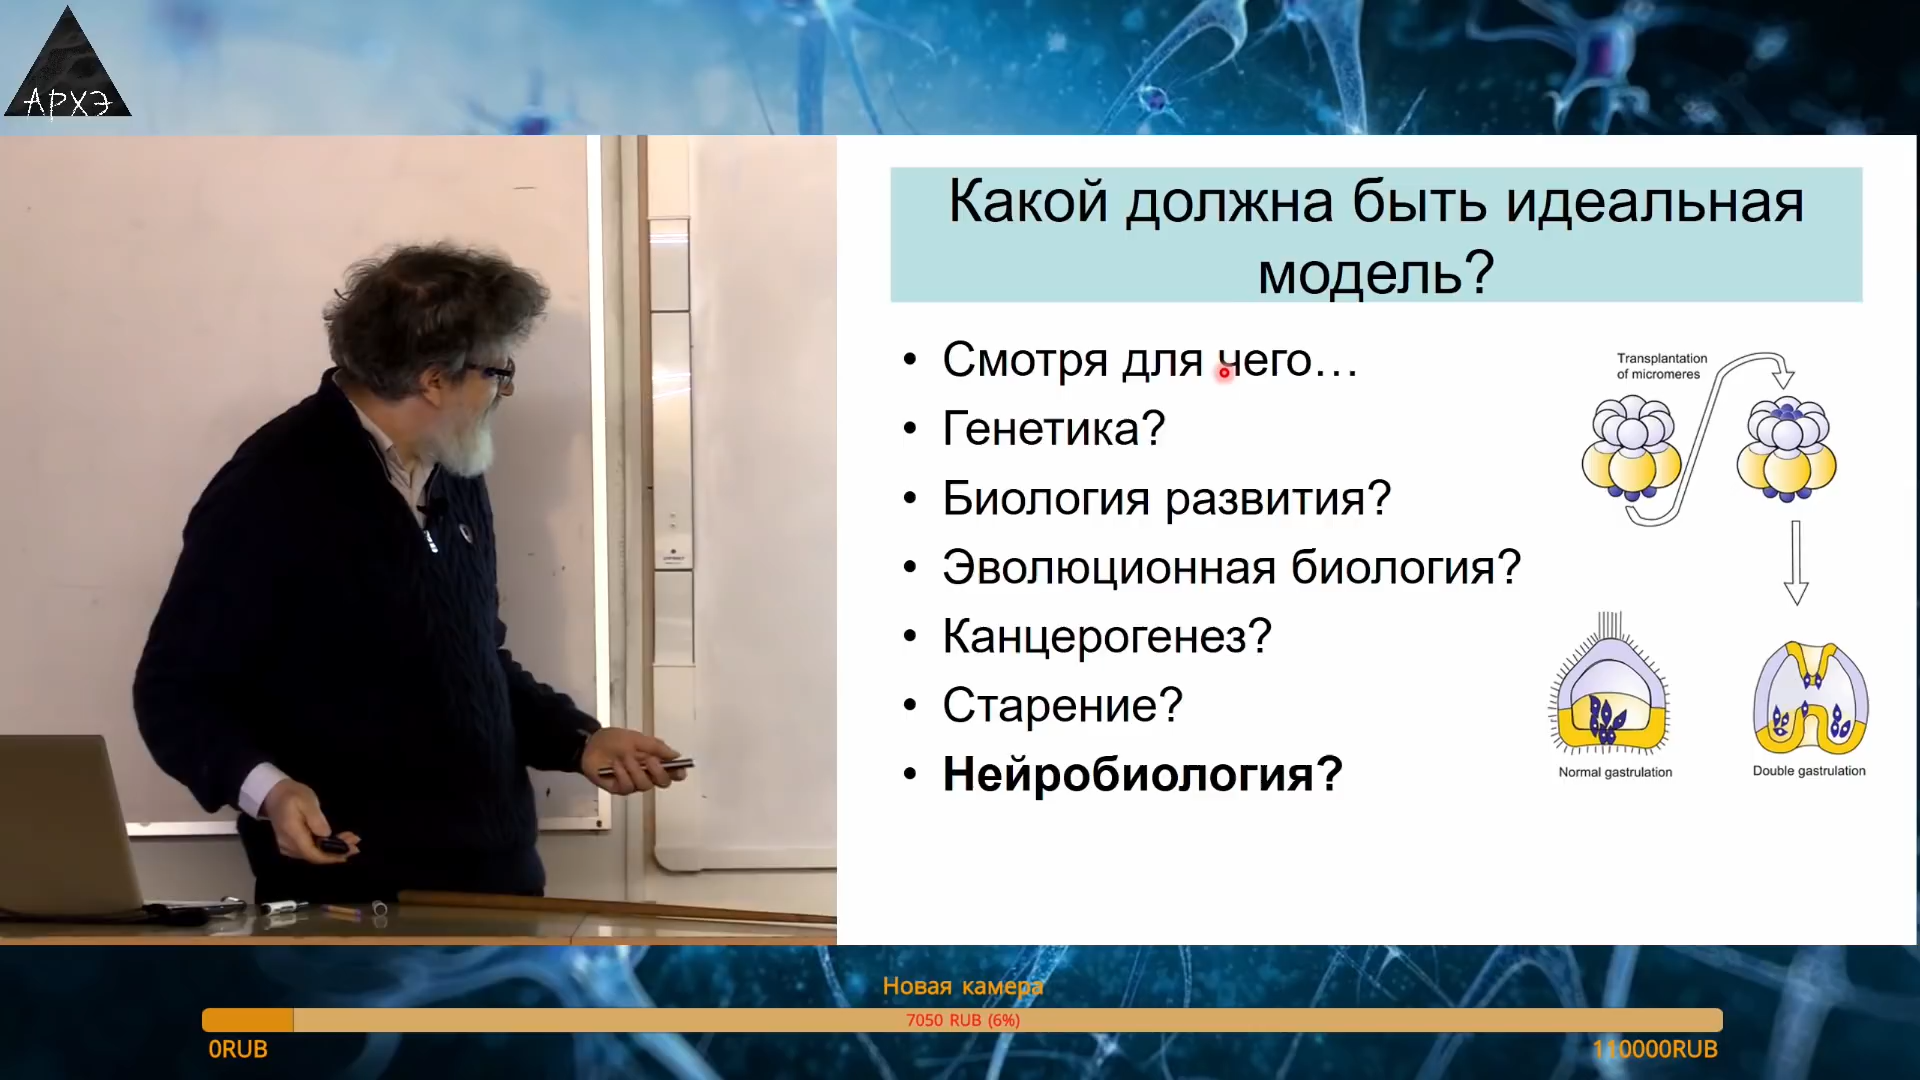 АРХЭ
Какой должна быть идеальная
модель?
• Смотря для чего...
• Генетика?
• Биология развития?
• Эволюционная биология?
• Канцерогенез?
• Старение?
• Нейробиология?
Transplantation
of micromeres
Normal gastrulation
Double gastrulation
Новая камера
7050 RUB (6%)
0RUB
110000RUB